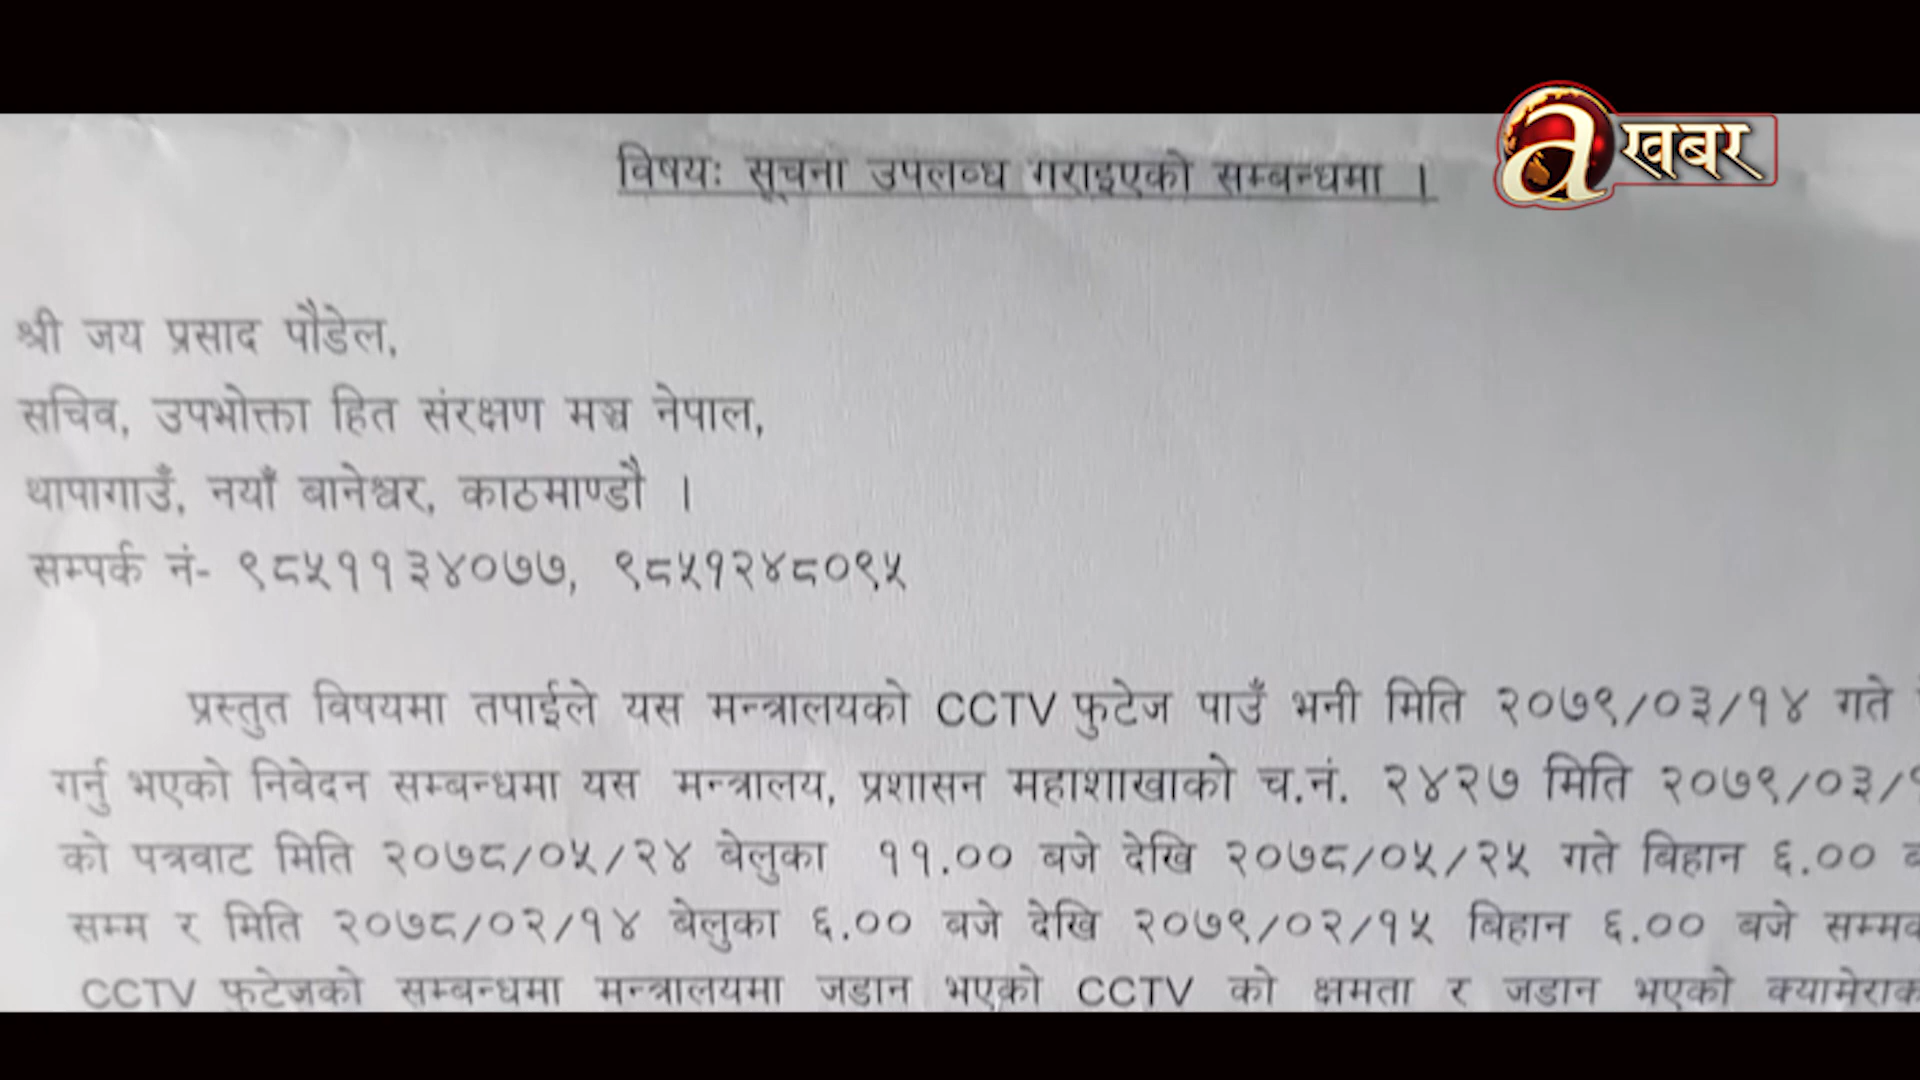 a खबर
विषयः सूचना उपलव्ध गराइएको सम्बन्धमा ।
श्री जय प्रसाद पौडेल,
सचिव, उपभोक्ता हित संरक्षण मञ्च नेपाल,
थापागाउँ, नयाँ बानेश्वर, काठमाण्डौ ।
सम्पर्क नं- ९८५११३४०७७, ९८५१२४८०९५
प्रस्तुत विषयमा तपाईले यस मन्त्रालयको CCTV फुटेज पाउँ भनी मिति २०७९/०३/१४ गते
गर्नु भएको निवेदन सम्बन्धमा यस मन्त्रालय, प्रशासन महाशाखाको च.नं. २४२७ मिति २०७९/०३/
को पत्रवाट मिति २०७८/०५/२४ बेलुका ११.०० बजे देखि २०७८/०५/२५ गते बिहान ६.००
सम्म र मिति २०७८/०२/१४ बेलुका ६.०० बजे देखि २०७९/०२/१५ बिहान ६.०० बजे सम्मक
CCTV फुटेजको सम्बन्धमा मन्त्रालयमा जडान भएको CCTV को क्षमता र जडान भएको क्यामेराक